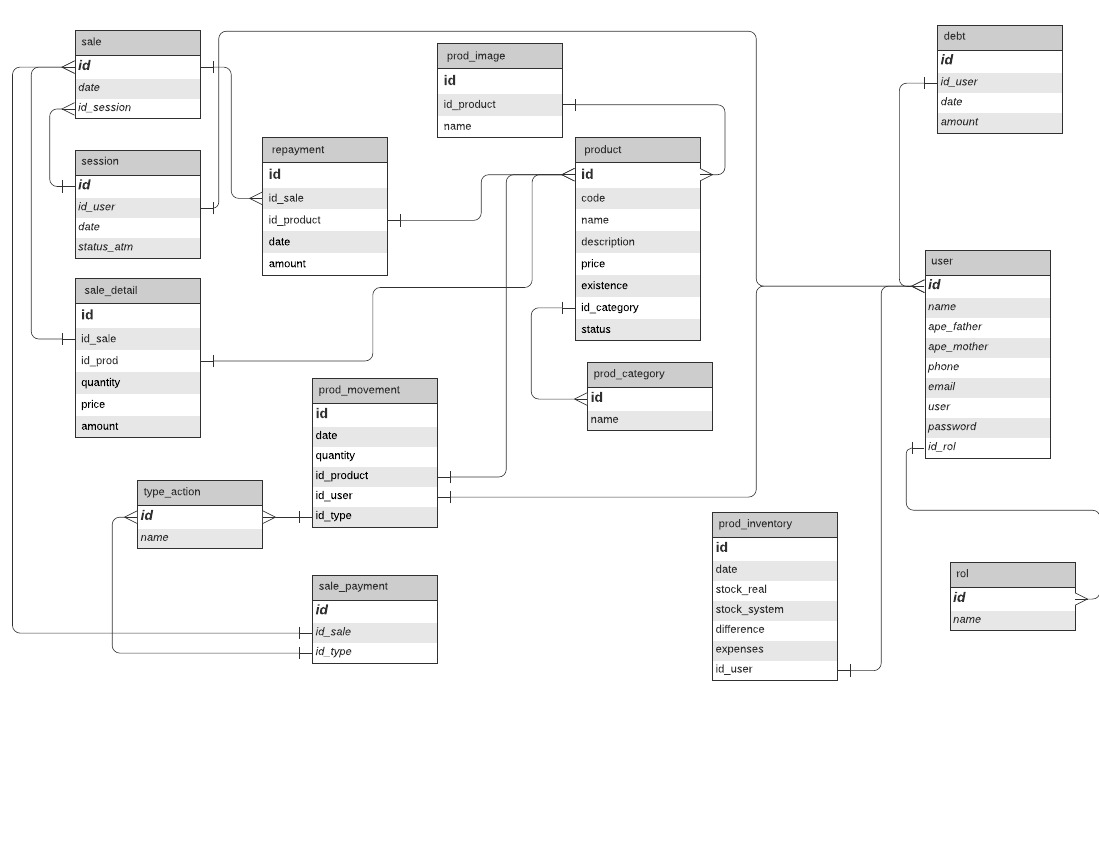 sale
id
date
id_session
session
id
id_user
date
status_atm
sale_detail
id
id_sale
id_prod
quantity
price
amount
repayment
id
id_sale
id_product
date
amount
prod_image
id
id_product
name
product
id
code
name
description
price
existence
id_category
status
prod_category
id
name
prod_movement
id
date
quantity
id_product
id_user
id_type
type_action
id
name
sale_payment
id
id_sale
id_type
debt
id
id_user
date
amount
user
id
name
ape_father
ape_mother
phone
email
user
password
id_rol
prod_inventory
id
date
stock_real
stock_system
difference
expenses
id_user
rol
id
name